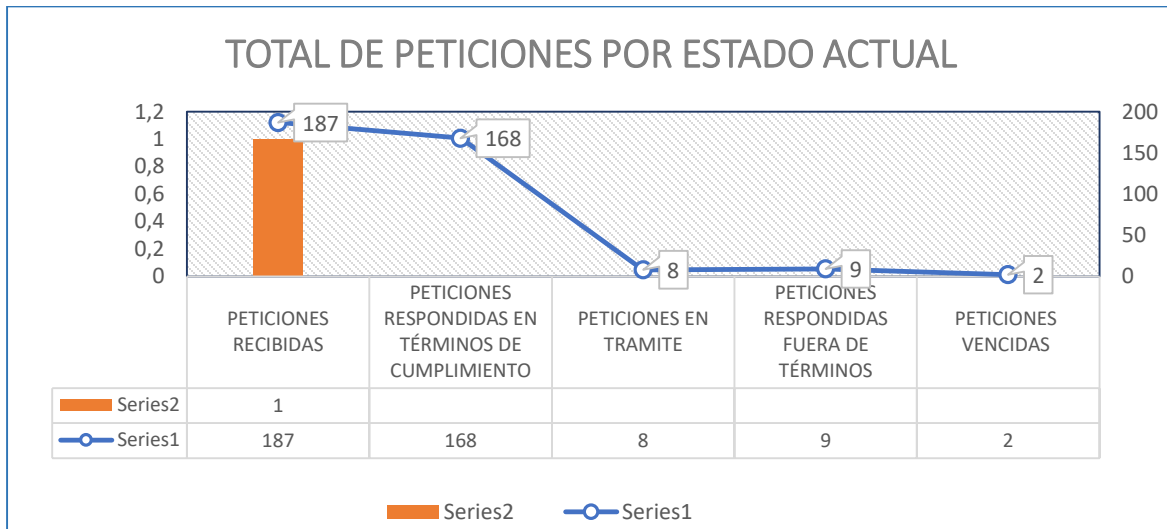 TOTAL DE PETICIONES POR ESTADO ACTUAL
1,2
1
0,8
0,6
0,4
0,2
0
200
150
100
50
0
187
168
8
9
2
PETICIONES
RECIBIDAS
PETICIONES
RESPONDIDAS EN
TÉRMINOS DE
CUMPLIMIENTO
PETICIONES EN
TRAMITE
PETICIONES
RESPONDIDAS
FUERA DE
TÉRMINOS
PETICIONES
VENCIDAS
Series2 1
Series1 187 168 8 9 2
Series2 Series1